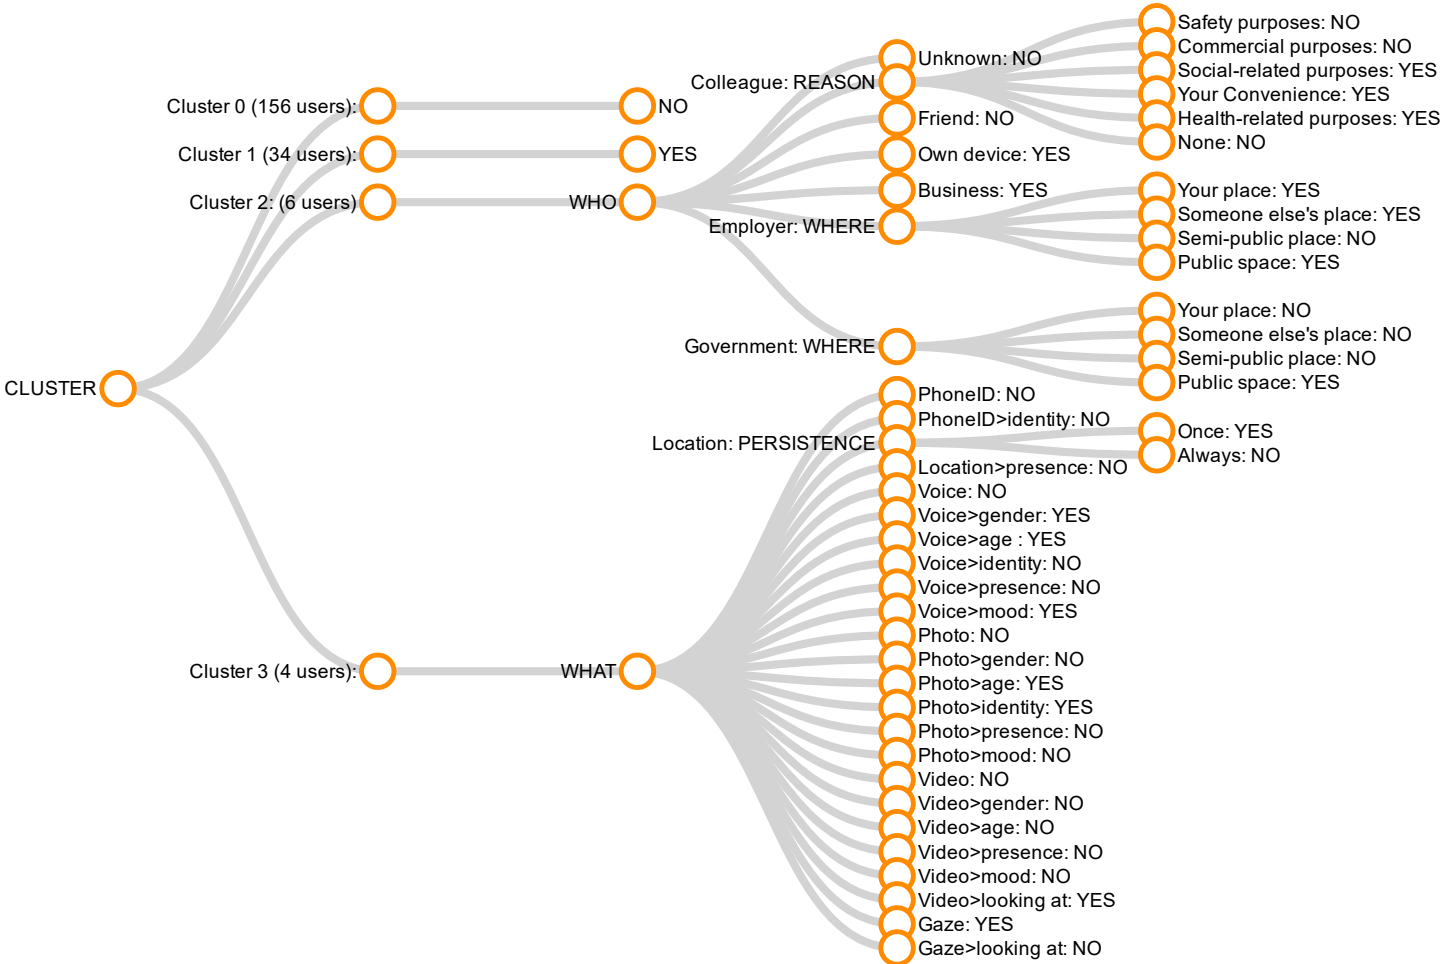 CLUSTER
Cluster 0 (156 users):
NO
Cluster 1 (34 users):
YES
Cluster 2: (6 users)
WHO
Unknown: NO
Colleague: REASON
Safety purposes: NO
Commercial purposes: NO
Social-related purposes: YES
Your Convenience: YES
Health-related purposes: YES
None: NO
Friend: NO
Own device: YES
Business: YES
Employer: WHERE
Your place: YES
Someone else's place: YES
Semi-public place: NO
Public space: YES
Government: WHERE
Your place: NO
Someone else's place: NO
Semi-public place: NO
Public space: YES
Cluster 3 (4 users):
WHAT
PhoneID: NO
PhoneID>identity: NO
Location: PERSISTENCE
Once: YES
Always: NO
Location>presence: NO
Voice: NO
Voice>gender: YES
Voice>age : YES
Voice>identity: NO
Voice>presence: NO
Voice>mood: YES
Photo: NO
Photo>gender: NO
Photo>age: YES
Photo>identity: YES
Photo>presence: NO
Photo>mood: NO
Video: NO
Video>gender: NO
Video>age: NO
Video>presence: NO
Video>mood: NO
Video>looking at: YES
Gaze: YES
Gaze>looking at: NO